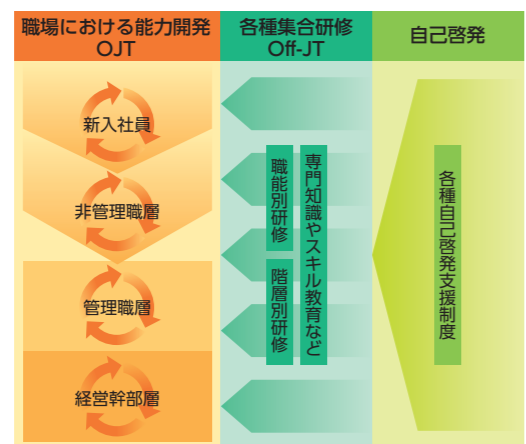 職場における能力開発
OJT
各種集合研修
Off-JT
自己啓発
新入社員
非管理職層
管理職層
経営幹部層
職能別研修
階層別研修
専門知識やスキル教育など
各種自己啓発支援制度